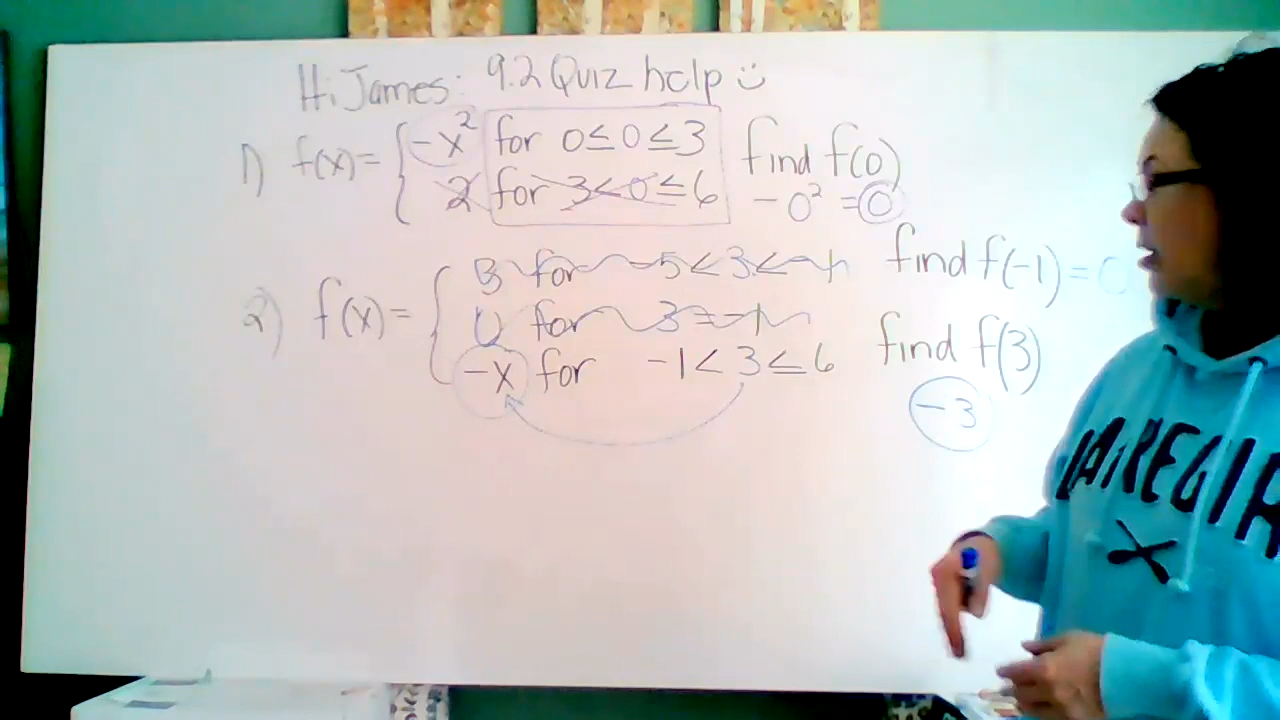 Hi James: 9.2 Quiz help :)
1) f(x)= { -x² for 0≤0≤3 find f(0)
2 for 3<0≤6 -0² = 0
2) f(x)= { 3 for -5<3<-1 find f(-1) = 0
0 for 3=-1
-x for -1<3≤6 find f(3)
-3